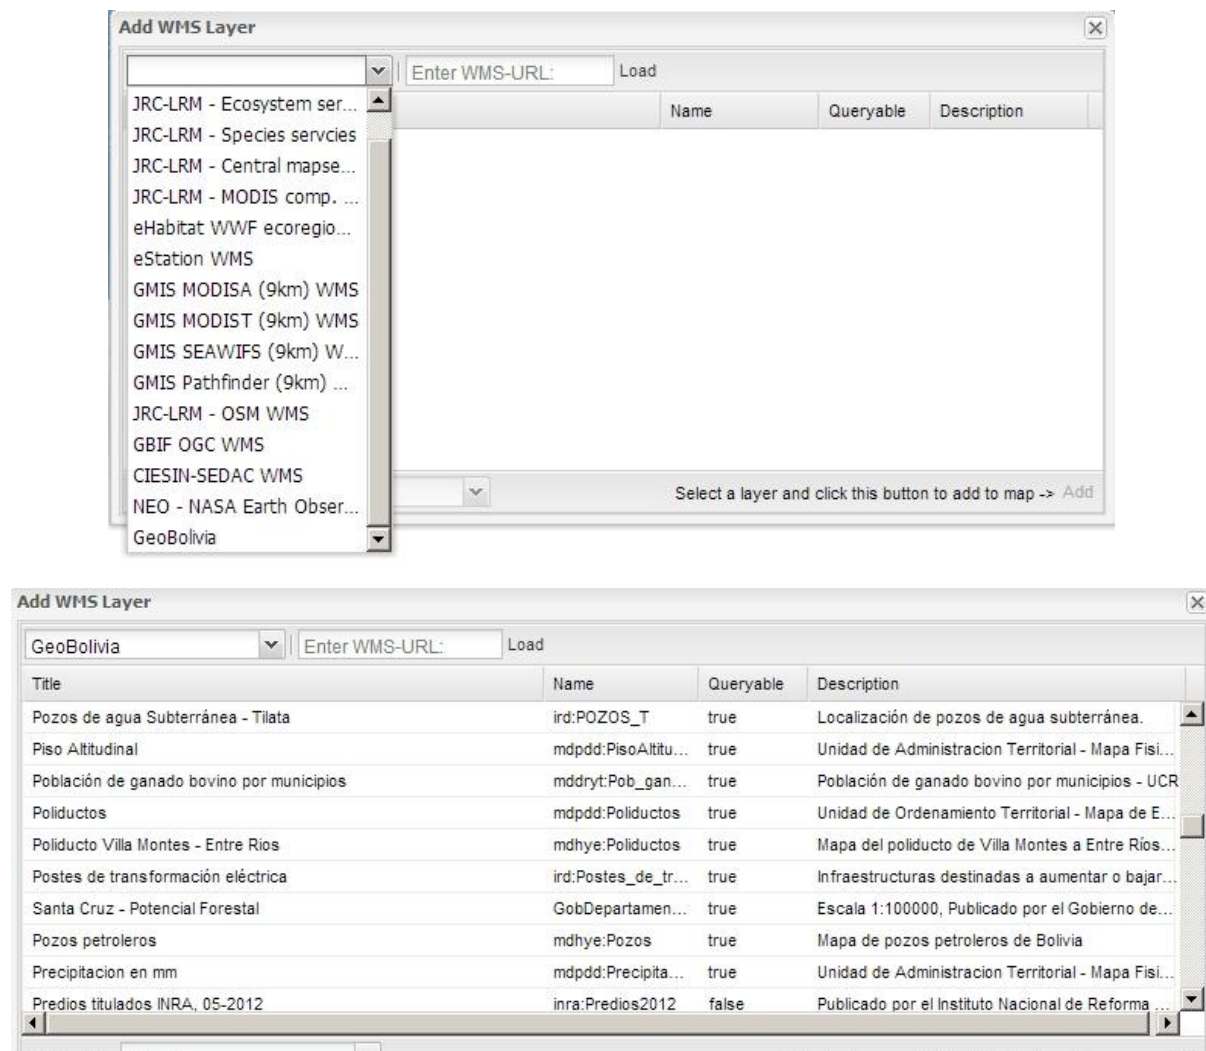 Add WMS Layer
Enter WMS-URL: Load
Name Queryable Description
JRC-LRM - Ecosystem ser...
JRC-LRM - Species servcies
JRC-LRM - Central mapse...
JRC-LRM - MODIS comp. ...
eHabitat WWF ecoregio...
eStation WMS
GMIS MODISA (9km) WMS
GMIS MODIST (9km) WMS
GMIS SEAWIFS (9km) W...
GMIS Pathfinder (9km) ...
JRC-LRM - OSM WMS
GBIF OGC WMS
CIESIN-SEDAC WMS
NEO - NASA Earth Obser...
GeoBolivia
Select a layer and click this button to add to map -> Add
Add WMS Layer
GeoBolivia Enter WMS-URL: Load
Title Name Queryable Description
Pozos de agua Subterránea - Tilata ird:POZOS_T true Localización de pozos de agua subterránea.
Piso Altitudinal mdpdd:PisoAltitu... true Unidad de Administracion Territorial - Mapa Fisi...
Población de ganado bovino por municipios mddryt:Pob_gan... true Población de ganado bovino por municipios - UCR
Poliductos mdpdd:Poliductos true Unidad de Ordenamiento Territorial - Mapa de E...
Poliducto Villa Montes - Entre Rios mdhye:Poliductos true Mapa del poliducto de Villa Montes a Entre Ríos...
Postes de transformación eléctrica ird:Postes_de_tr... true Infraestructuras destinadas a aumentar o bajar...
Santa Cruz - Potencial Forestal GobDepartamen... true Escala 1:100000, Publicado por el Gobierno de...
Pozos petroleros mdhye:Pozos true Mapa de pozos petroleros de Bolivia
Precipitacion en mm mdpdd:Precipita... true Unidad de Administracion Territorial - Mapa Fisi...
Predios titulados INRA, 05-2012 inra:Predios2012 false Publicado por el Instituto Nacional de Reforma ...